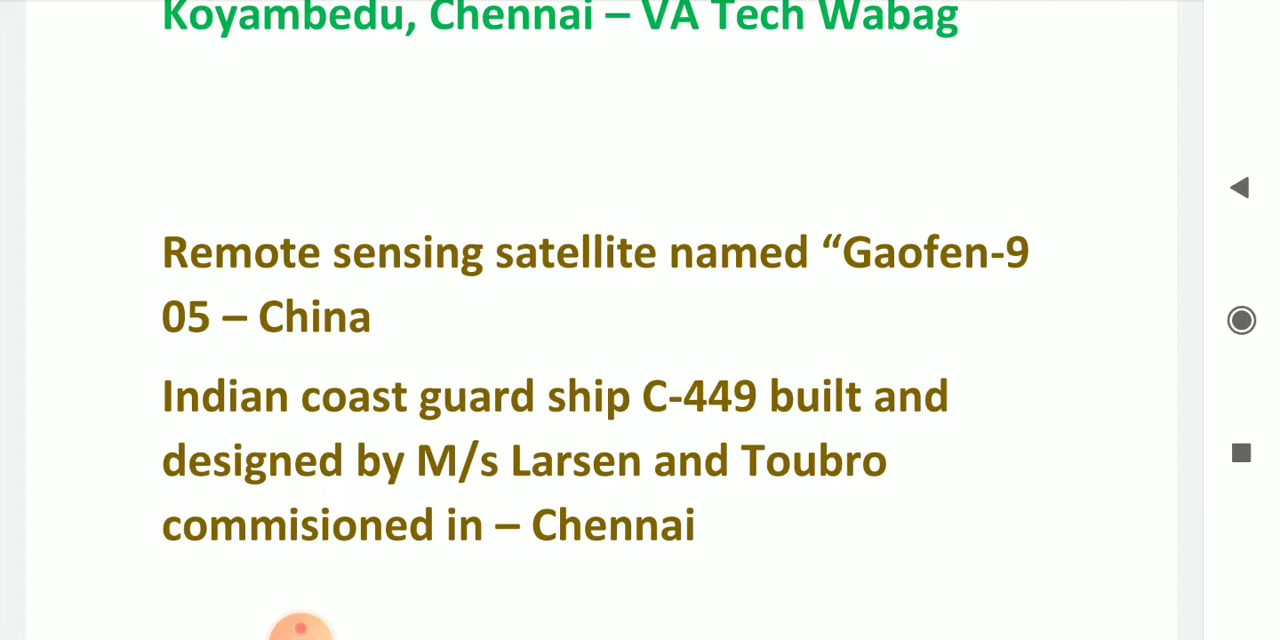 Koyambedu, Chennai – VA Tech Wabag
Remote sensing satellite named “Gaofen-9
05 – China
Indian coast guard ship C-449 built and
designed by M/s Larsen and Toubro
commisioned in – Chennai